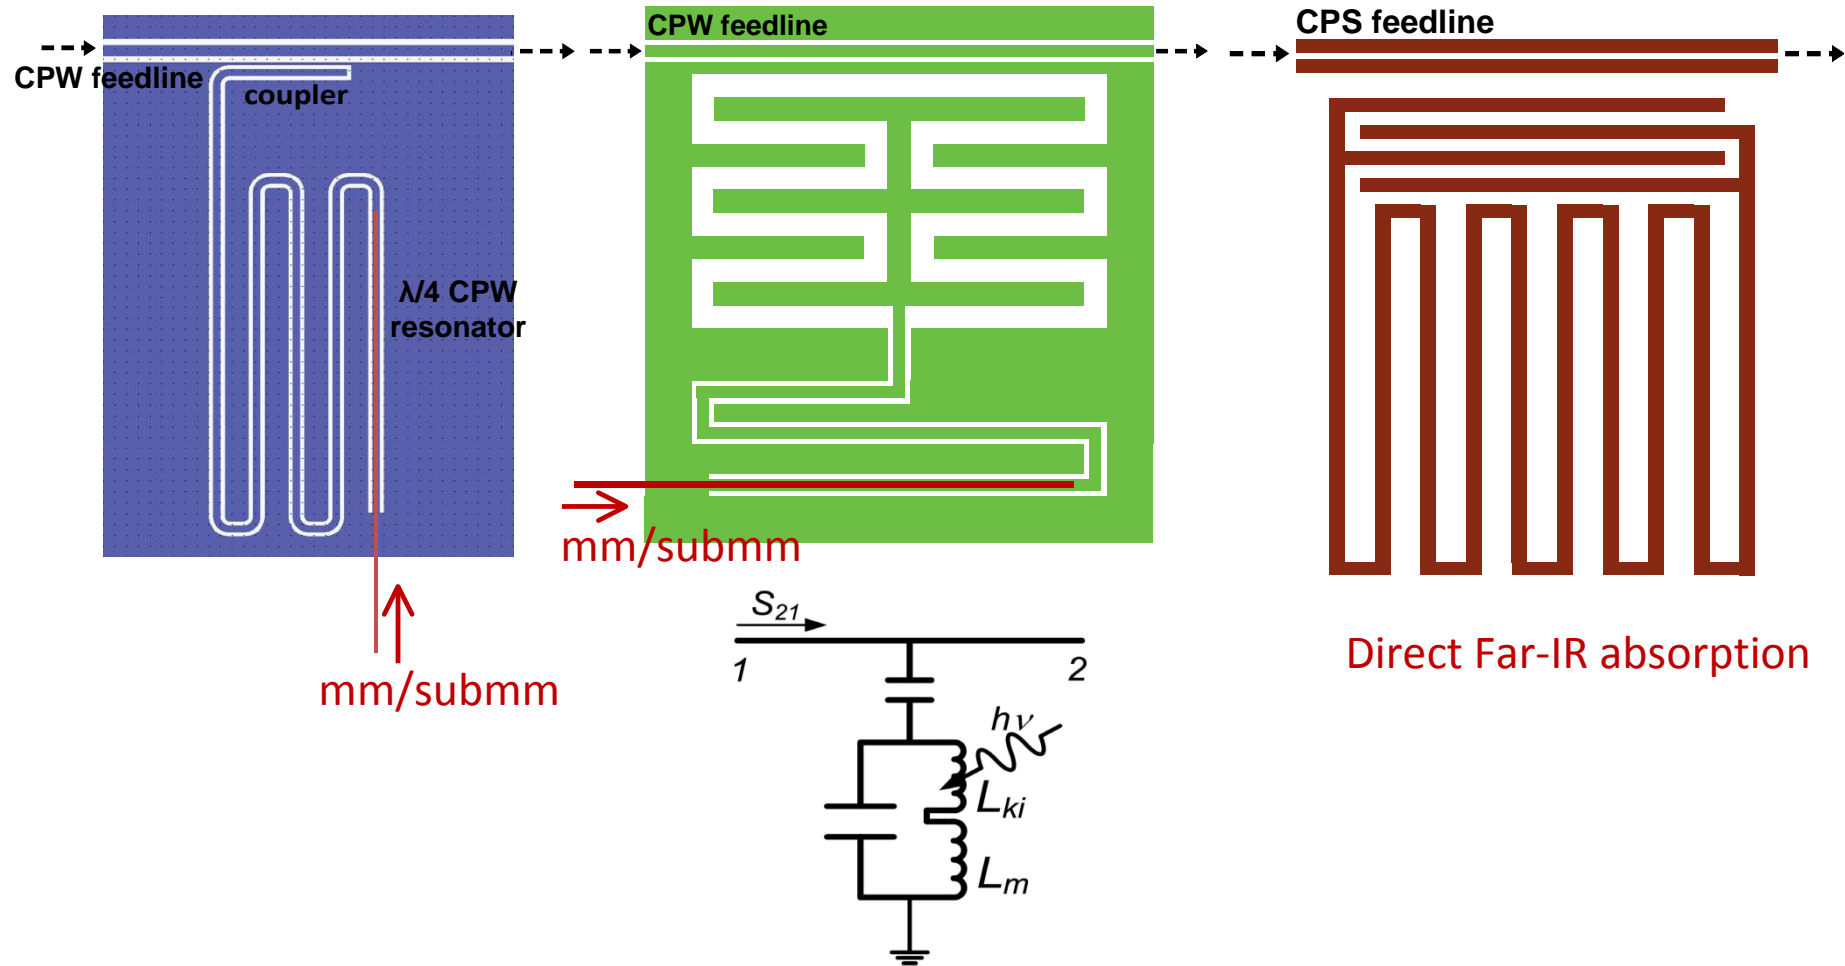 CPW feedline
coupler
λ/4 CPW
resonator
mm/submm
CPW feedline
mm/submm
CPS feedline
Direct Far-IR absorption
S21
1
2
hν
Lki
Lm